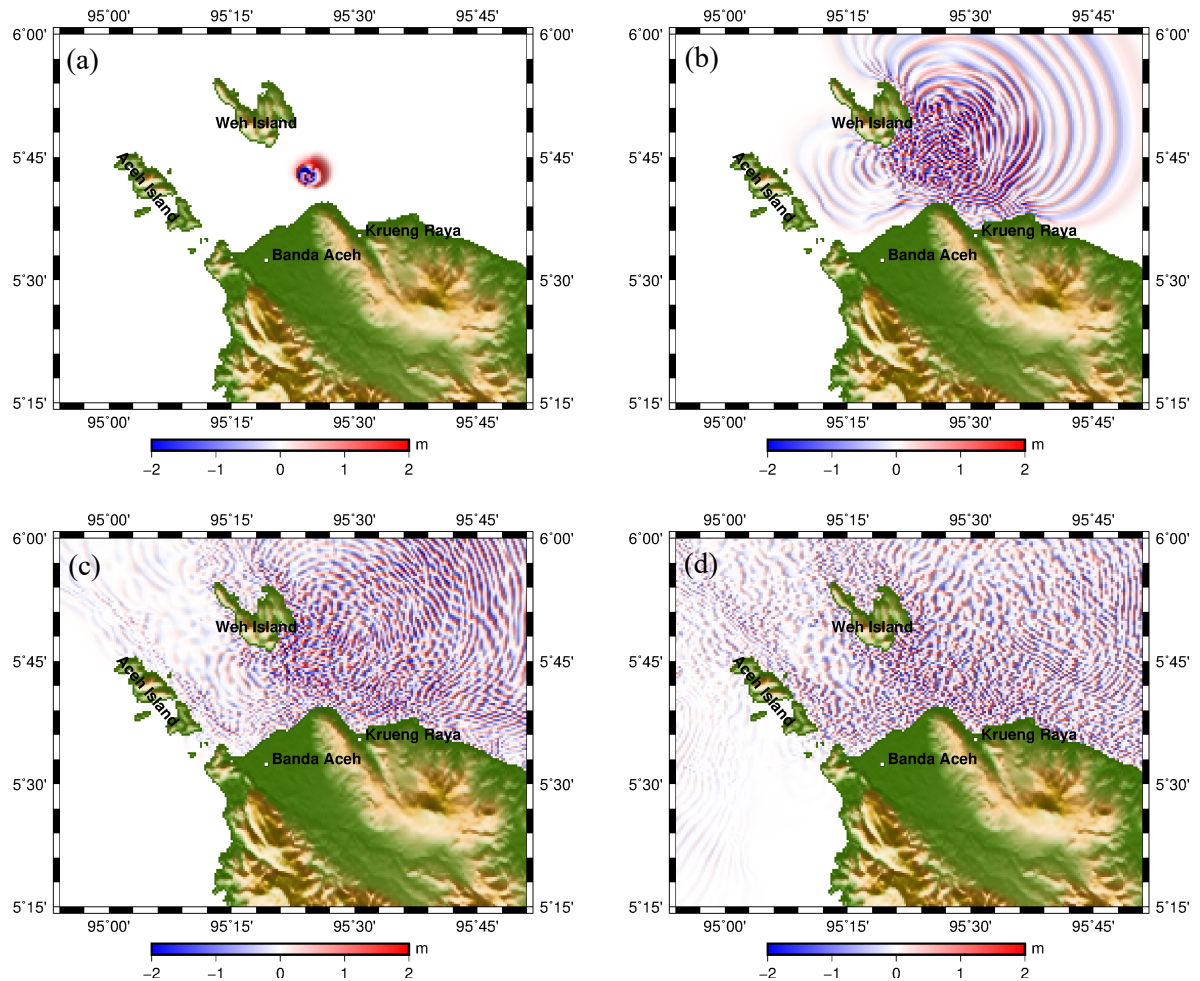 95°00' 95°15' 95°30' 95°45'
6°00' 6°00'
(a)
Weh Island
5°45' 5°45'
Aceh Island
Krueng Raya
Banda Aceh
5°30' 5°30'
5°15' 5°15'
95°00' 95°15' 95°30' 95°45'
m
−2 −1 0 1 2
95°00' 95°15' 95°30' 95°45'
6°00' 6°00'
(b)
Weh Island
5°45' 5°45'
Aceh Island
Krueng Raya
Banda Aceh
5°30' 5°30'
5°15' 5°15'
95°00' 95°15' 95°30' 95°45'
m
−2 −1 0 1 2
95°00' 95°15' 95°30' 95°45'
6°00' 6°00'
(c)
Weh Island
5°45' 5°45'
Aceh Island
Krueng Raya
Banda Aceh
5°30' 5°30'
5°15' 5°15'
95°00' 95°15' 95°30' 95°45'
m
−2 −1 0 1 2
95°00' 95°15' 95°30' 95°45'
6°00' 6°00'
(d)
Weh Island
5°45' 5°45'
Aceh Island
Krueng Raya
Banda Aceh
5°30' 5°30'
5°15' 5°15'
95°00' 95°15' 95°30' 95°45'
m
−2 −1 0 1 2